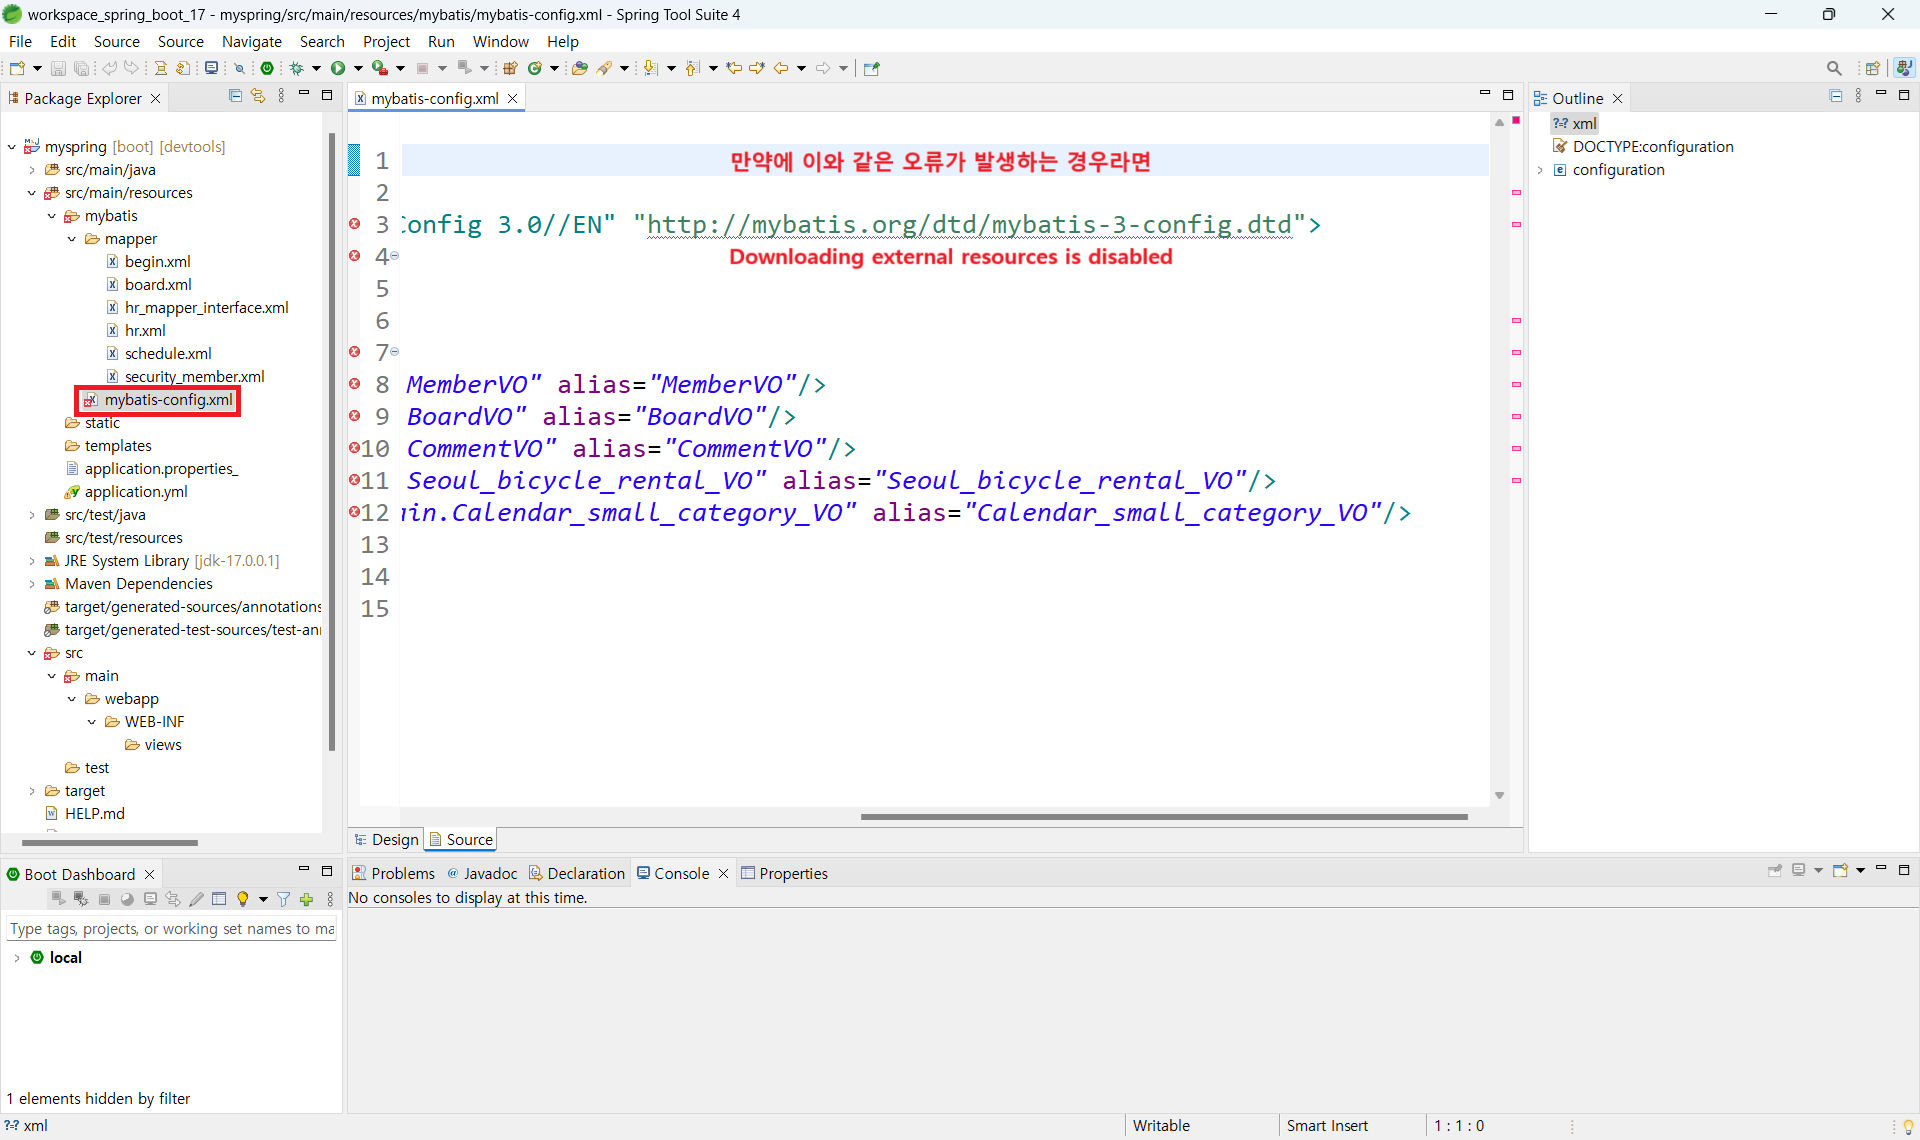 workspace_spring_boot_17 - myspring/src/main/resources/mybatis/mybatis-config.xml - Spring Tool Suite 4
File Edit Source Source Navigate Search Project Run Window Help
Package Explorer
myspring [boot] [devtools]
src/main/java
src/main/resources
mybatis
mapper
begin.xml
board.xml
hr_mapper_interface.xml
hr.xml
schedule.xml
security_member.xml
mybatis-config.xml
static
templates
application.properties_
application.yml
src/test/java
src/test/resources
JRE System Library [jdk-17.0.0.1]
Maven Dependencies
target/generated-sources/annotations
target/generated-test-sources/test-an
src
main
webapp
WEB-INF
views
test
target
HELP.md
mybatis-config.xml
1 만약에 이와 같은 오류가 발생하는 경우라면
2
3 Config 3.0//EN" "http://mybatis.org/dtd/mybatis-3-config.dtd">
4 Downloading external resources is disabled
5
6
7
8 MemberVO" alias="MemberVO"/>
9 BoardVO" alias="BoardVO"/>
10 CommentVO" alias="CommentVO"/>
11 Seoul_bicycle_rental_VO" alias="Seoul_bicycle_rental_VO"/>
12 in.Calendar_small_category_VO" alias="Calendar_small_category_VO"/>
13
14
15
Design Source
Outline
xml
DOCTYPE:configuration
configuration
Boot Dashboard
Type tags, projects, or working set names to ma
local
1 elements hidden by filter
Problems Javadoc Declaration Console Properties
No consoles to display at this time.
xml
Writable Smart Insert 1 : 1 : 0